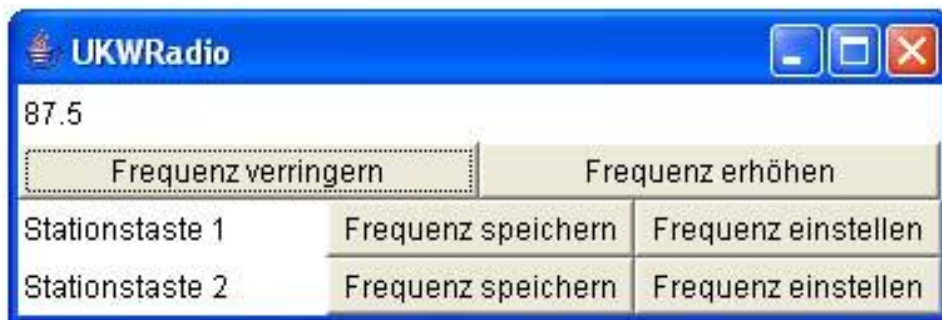 UKWRadio
87.5
Frequenz verringern Frequenz erhöhen
Stationstaste 1 Frequenz speichern Frequenz einstellen
Stationstaste 2 Frequenz speichern Frequenz einstellen